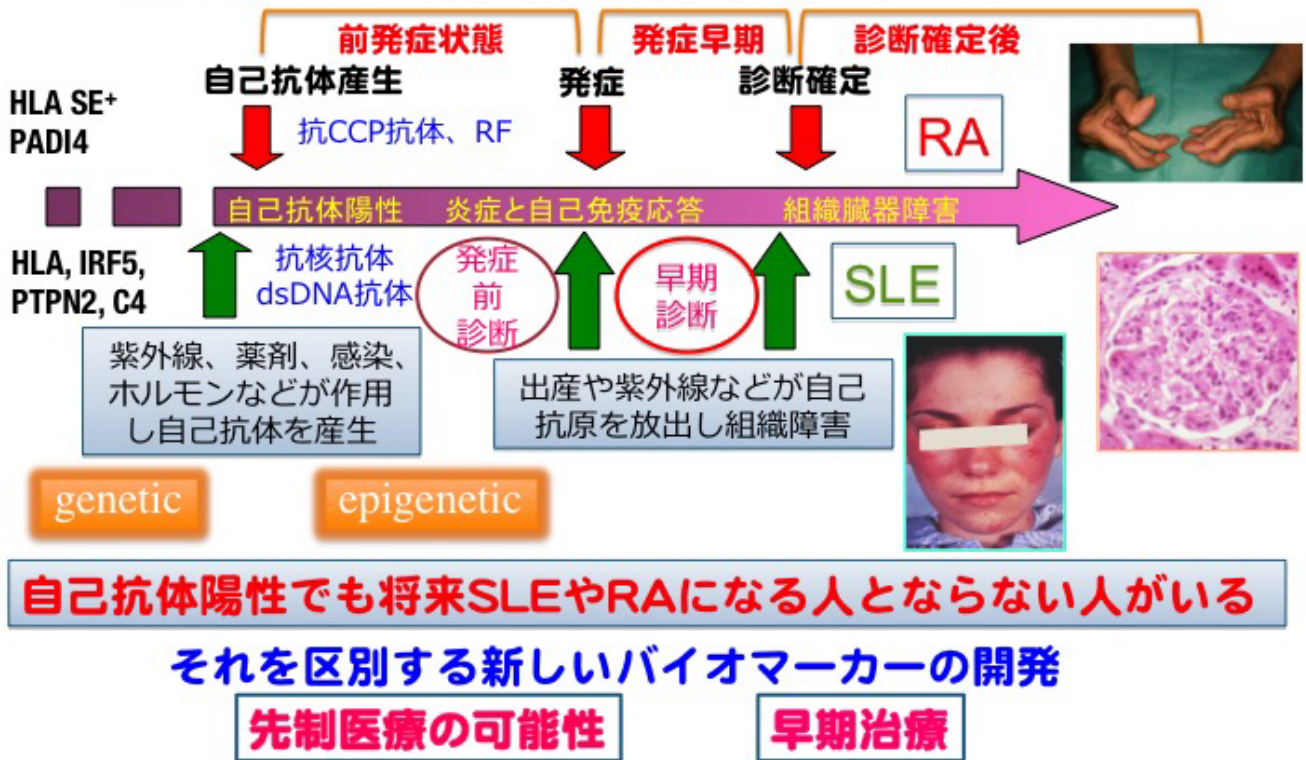 前発症状態
発症早期
診断確定後
自己抗体産生
発症
診断確定
HLA SE⁺
PADI4
抗CCP抗体、RF
RA
自己抗体陽性
炎症と自己免疫応答
組織臓器障害
HLA, IRF5,
PTPN2, C4
抗核抗体
dsDNA抗体
発症
前
診断
早期
診断
SLE
紫外線、薬剤、感染、
ホルモンなどが作用
し自己抗体を産生
出産や紫外線などが自己
抗原を放出し組織障害
genetic
epigenetic
自己抗体陽性でも将来SLEやRAになる人とならない人がいる
それを区別する新しいバイオマーカーの開発
先制医療の可能性
早期治療